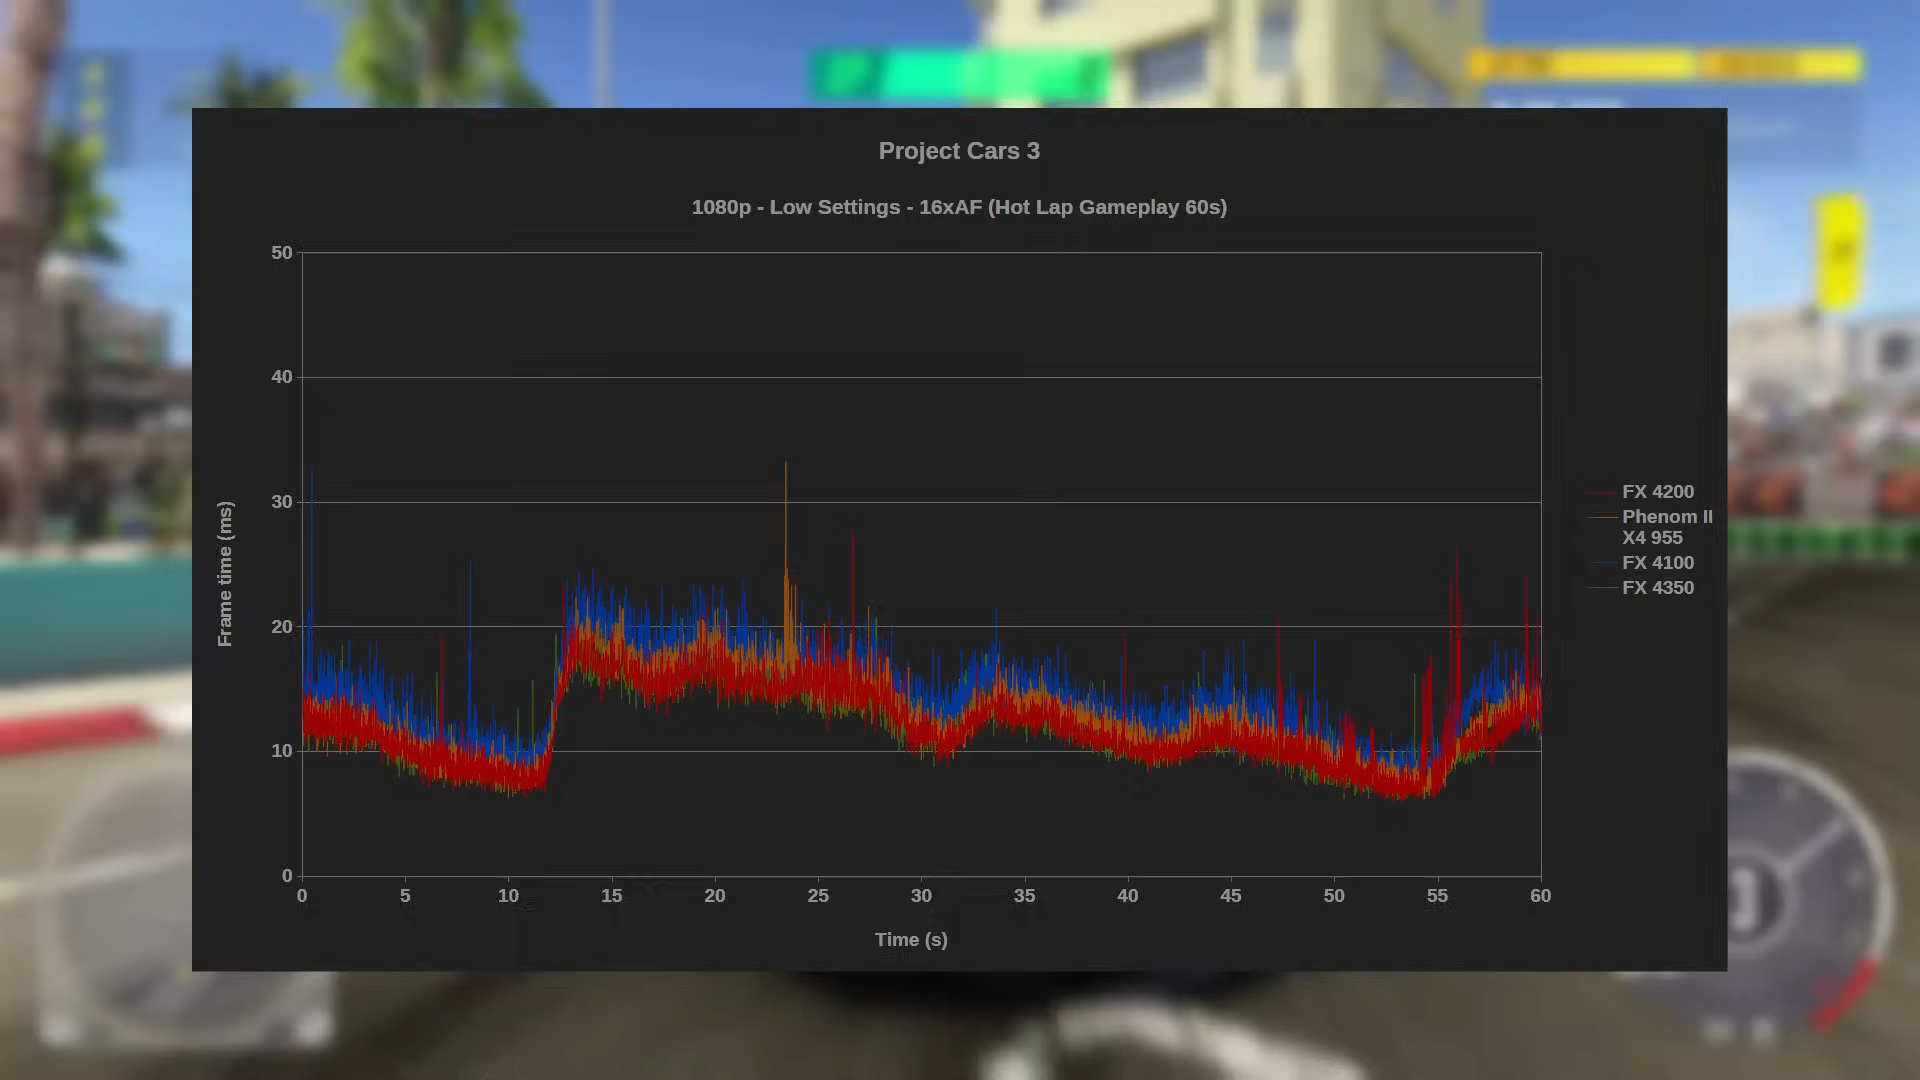 Project Cars 3
1080p - Low Settings - 16xAF (Hot Lap Gameplay 60s)
50
40
30
20
10
0
Frame time (ms)
0 5 10 15 20 25 30 35 40 45 50 55 60
Time (s)
FX 4200
Phenom II
X4 955
FX 4100
FX 4350